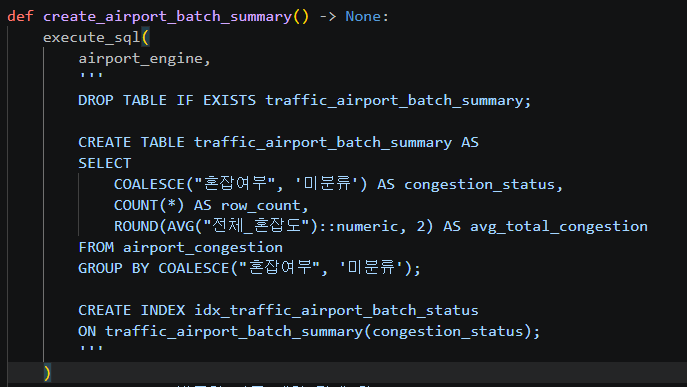 def create_airport_batch_summary() -> None:
    execute_sql(
        airport_engine,
        '''
        DROP TABLE IF EXISTS traffic_airport_batch_summary;

        CREATE TABLE traffic_airport_batch_summary AS
        SELECT
            COALESCE("혼잡여부", '미분류') AS congestion_status,
            COUNT(*) AS row_count,
            ROUND(AVG("전체_혼잡도")::numeric, 2) AS avg_total_congestion
        FROM airport_congestion
        GROUP BY COALESCE("혼잡여부", '미분류');

        CREATE INDEX idx_traffic_airport_batch_status
        ON traffic_airport_batch_summary(congestion_status);
        '''
    )